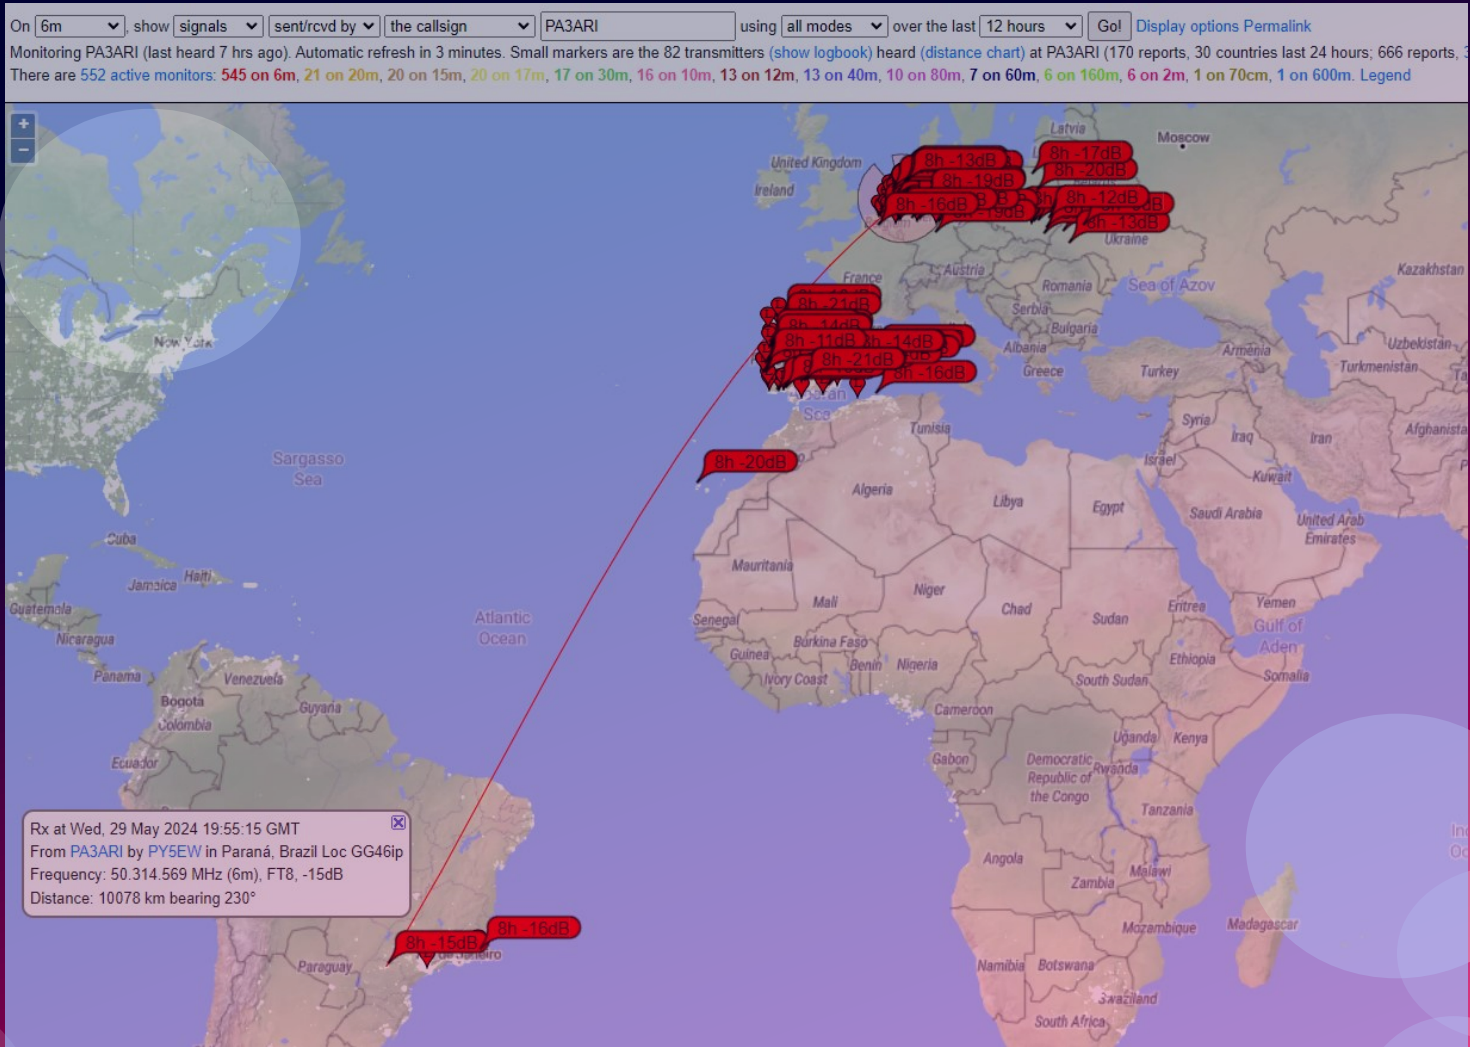 On 6m, show signals sent/rcvd by the callsign PA3ARI using all modes over the last 12 hours Go! Display options Permalink
Monitoring PA3ARI (last heard 7 hrs ago). Automatic refresh in 3 minutes. Small markers are the 82 transmitters (show logbook) heard (distance chart) at PA3ARI (170 reports, 30 countries last 24 hours; 666 reports,
There are 552 active monitors: 545 on 6m, 21 on 20m, 20 on 15m, 20 on 17m, 17 on 30m, 16 on 10m, 13 on 12m, 13 on 40m, 10 on 80m, 7 on 60m, 6 on 160m, 6 on 2m, 1 on 70cm, 1 on 600m. Legend
+
−
Latvia
Moscow
United Kingdom
8h -13dB
8h -17dB
8h -20dB
Ireland
8h -19dB
8h -16dB
8h -12dB
8h -13dB
Ukraine
France
Austria
Kazakhstan
Romania
Sea of Azov
8h -21dB
Serbia
Bulgaria
8h -14dB
New York
8h -11dB
8h -14dB
Albania
Armenia
Uzbekistan
8h -21dB
Greece
Turkey
Turkmenistan
8h -16dB
Alboran
Sea
Tunisia
Syria
Iraq
Iran
Afghanista
Sargasso
Sea
8h -20dB
Israel
Kuwait
Algeria
Libya
Egypt
Saudi Arabia
United Arab
Emirates
Cuba
Mauritania
Jamaica
Haiti
Niger
Mali
Chad
Guatemala
Eritrea
Yemen
Atlantic
Ocean
Senegal
Sudan
Gulf of
Aden
Nicaragua
Burkina Faso
Guinea
Benin
Nigeria
Ethiopia
Panama
Venezuela
Ivory Coast
South Sudan
Somalia
Bogota
Guyana
Colombia
Cameroon
Uganda
Kenya
Ecuador
Gabon
Democratic
Republic of
the Congo
Rwanda
Tanzania
Rx at Wed, 29 May 2024 19:55:15 GMT
From PA3ARI by PY5EW in Paraná, Brazil Loc GG46ip
Frequency: 50.314.569 MHz (6m), FT8, -15dB
Distance: 10078 km bearing 230°
Angola
Malawi
Zambia
8h -16dB
8h -15dB
Mozambique
Madagascar
Paraguay
Namibia
Botswana
Swaziland
South Africa